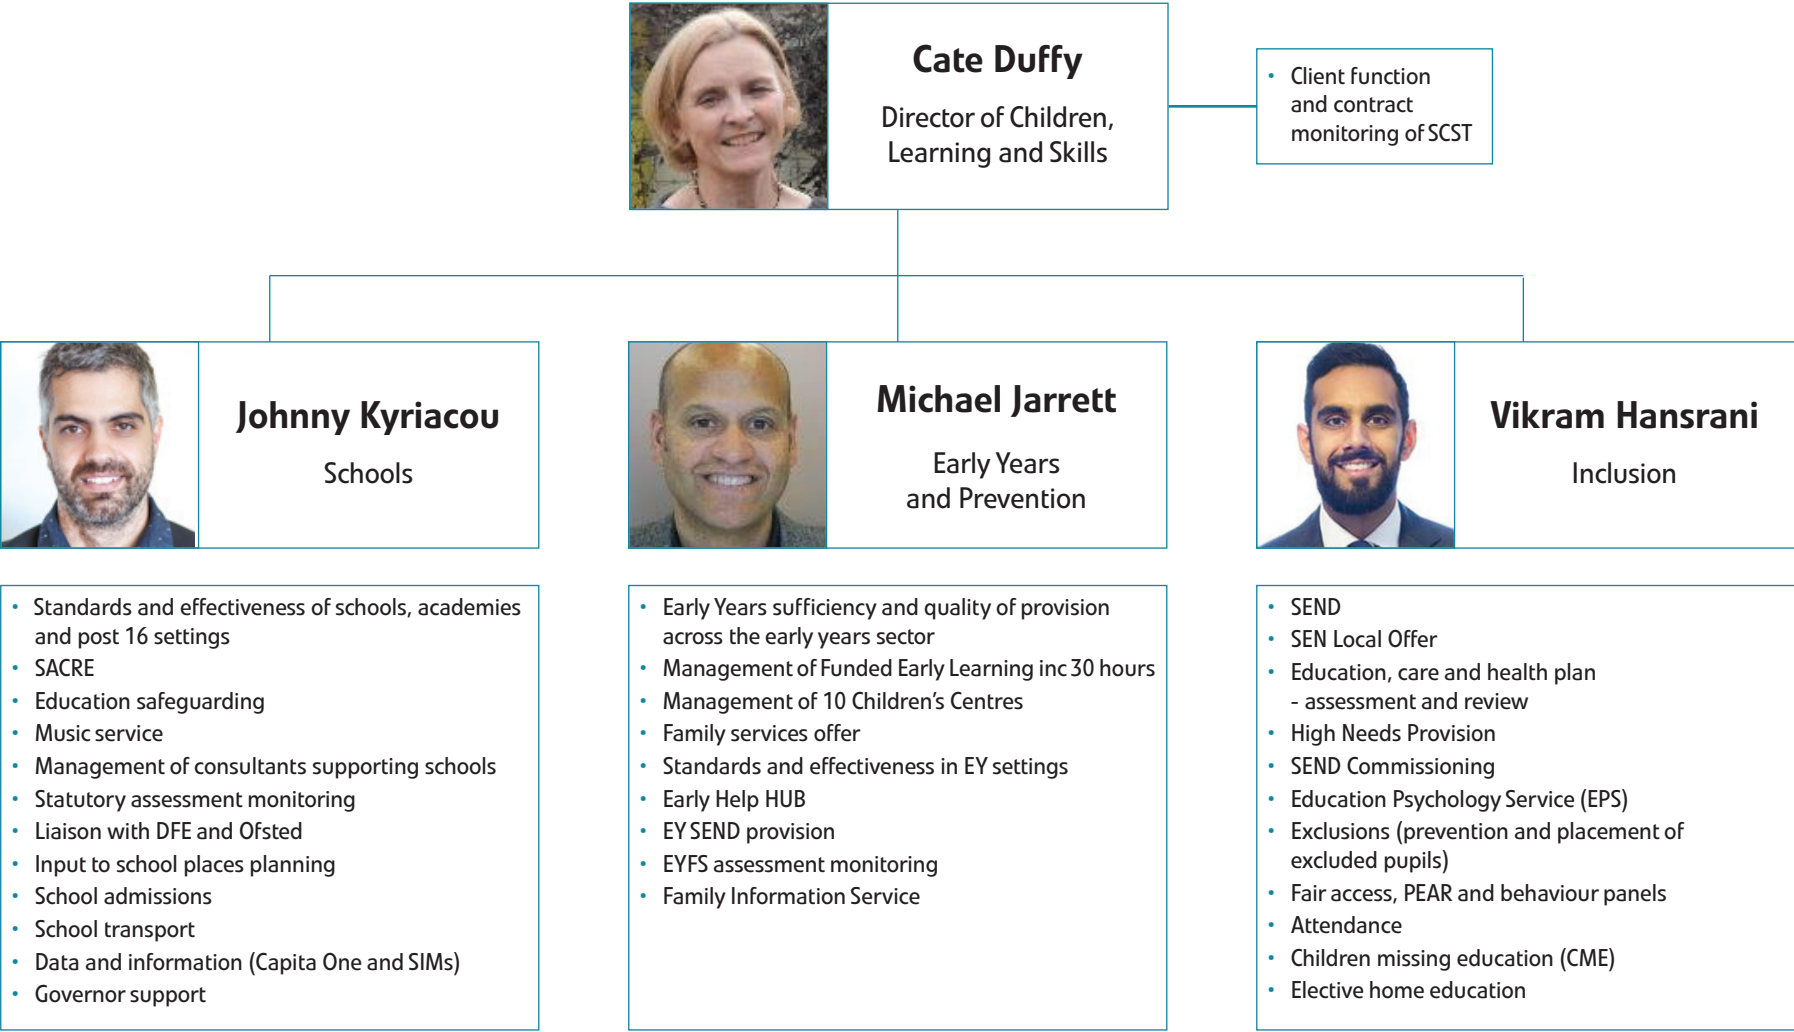 Cate Duffy
Director of Children,
Learning and Skills
• Client function
and contract
monitoring of SCST
Johnny Kyriacou
Schools
Michael Jarrett
Early Years
and Prevention
Vikram Hansrani
Inclusion
• Standards and effectiveness of schools, academies
and post 16 settings
• SACRE
• Education safeguarding
• Music service
• Management of consultants supporting schools
• Statutory assessment monitoring
• Liaison with DFE and Ofsted
• Input to school places planning
• School admissions
• School transport
• Data and information (Capita One and SIMs)
• Governor support
• Early Years sufficiency and quality of provision
across the early years sector
• Management of Funded Early Learning inc 30 hours
• Management of 10 Children’s Centres
• Family services offer
• Standards and effectiveness in EY settings
• Early Help HUB
• EY SEND provision
• EYFS assessment monitoring
• Family Information Service
• SEND
• SEN Local Offer
• Education, care and health plan
- assessment and review
• High Needs Provision
• SEND Commissioning
• Education Psychology Service (EPS)
• Exclusions (prevention and placement of
excluded pupils)
• Fair access, PEAR and behaviour panels
• Attendance
• Children missing education (CME)
• Elective home education